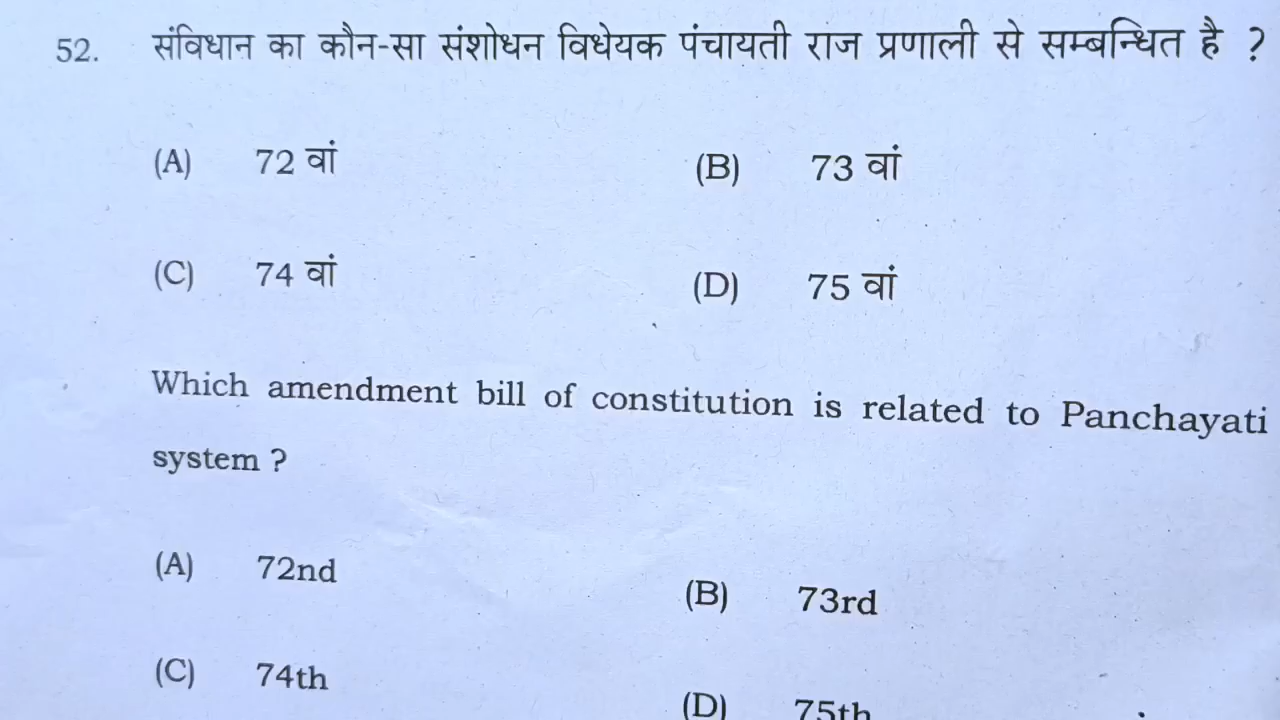 52. संविधान का कौन-सा संशोधन विधेयक पंचायती राज प्रणाली से सम्बन्धित है ?
(A) 72 वां (B) 73 वां
(C) 74 वां (D) 75 वां
Which amendment bill of constitution is related to Panchayati
system ?
(A) 72nd (B) 73rd
(C) 74th (D) 75th